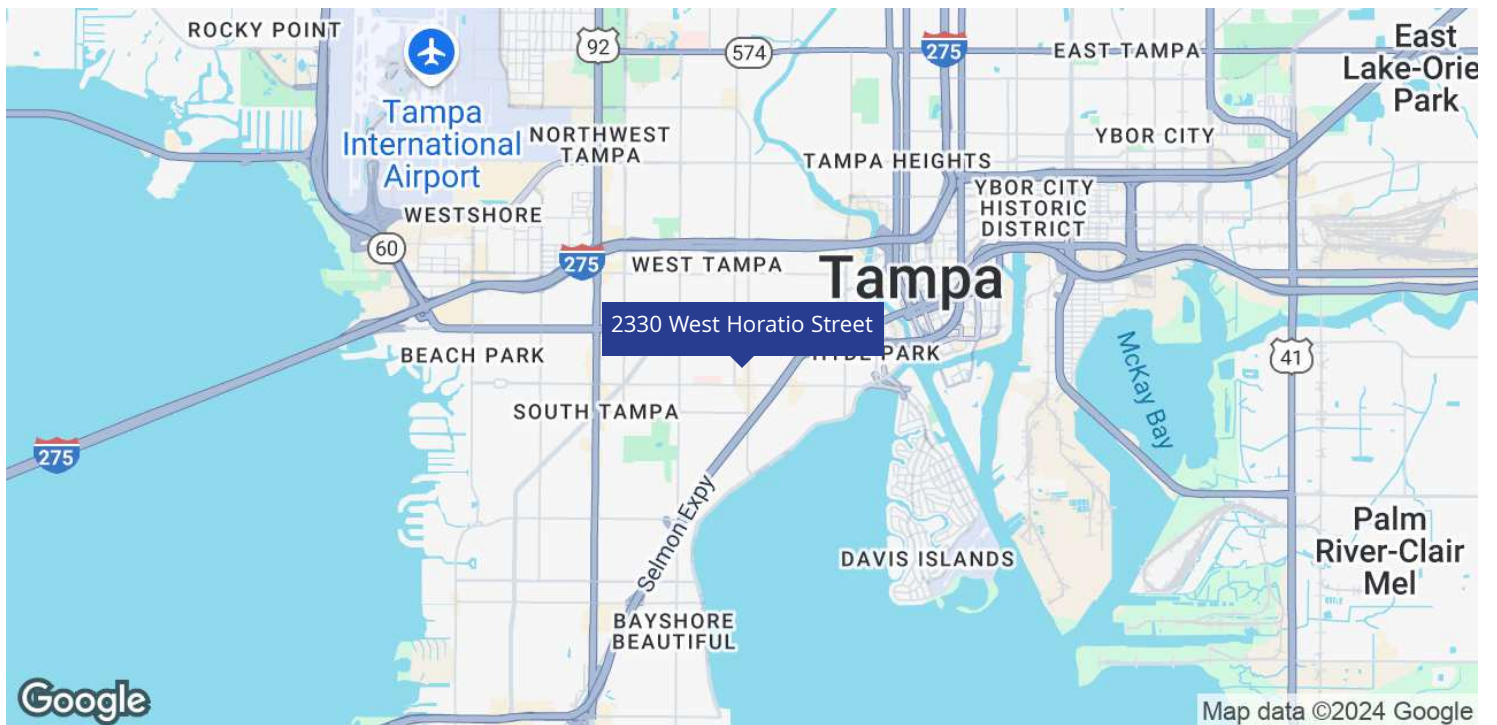 ROCKY POINT
92
574
275
EAST TAMPA
East
Lake-Orie
Park
Tampa
International
Airport
NORTHWEST
TAMPA
YBOR CITY
TAMPA HEIGHTS
WESTSHORE
YBOR CITY
HISTORIC
DISTRICT
60
275
WEST TAMPA
Tampa
2330 West Horatio Street
BEACH PARK
HYDE PARK
McKay Bay
41
SOUTH TAMPA
275
Selmon Expy
Palm
River-Clair
Mel
DAVIS ISLANDS
BAYSHORE
BEAUTIFUL
Google
Map data ©2024 Google